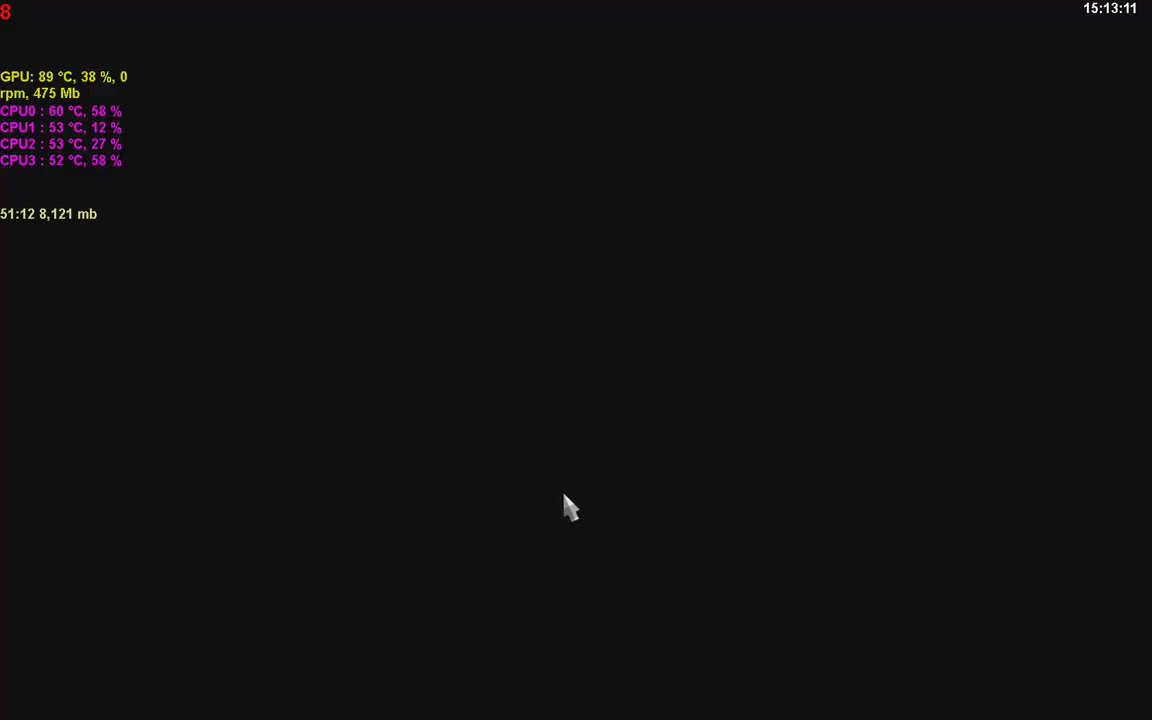 8
15:13:11
GPU: 89 °C, 38 %, 0
rpm, 475 Mb
CPU0 : 60 °C, 58 %
CPU1 : 53 °C, 12 %
CPU2 : 53 °C, 27 %
CPU3 : 52 °C, 58 %
51:12 8,121 mb